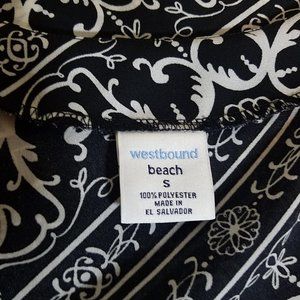 westbound
beach
S
100% POLYESTER
MADE IN
EL SALVADOR